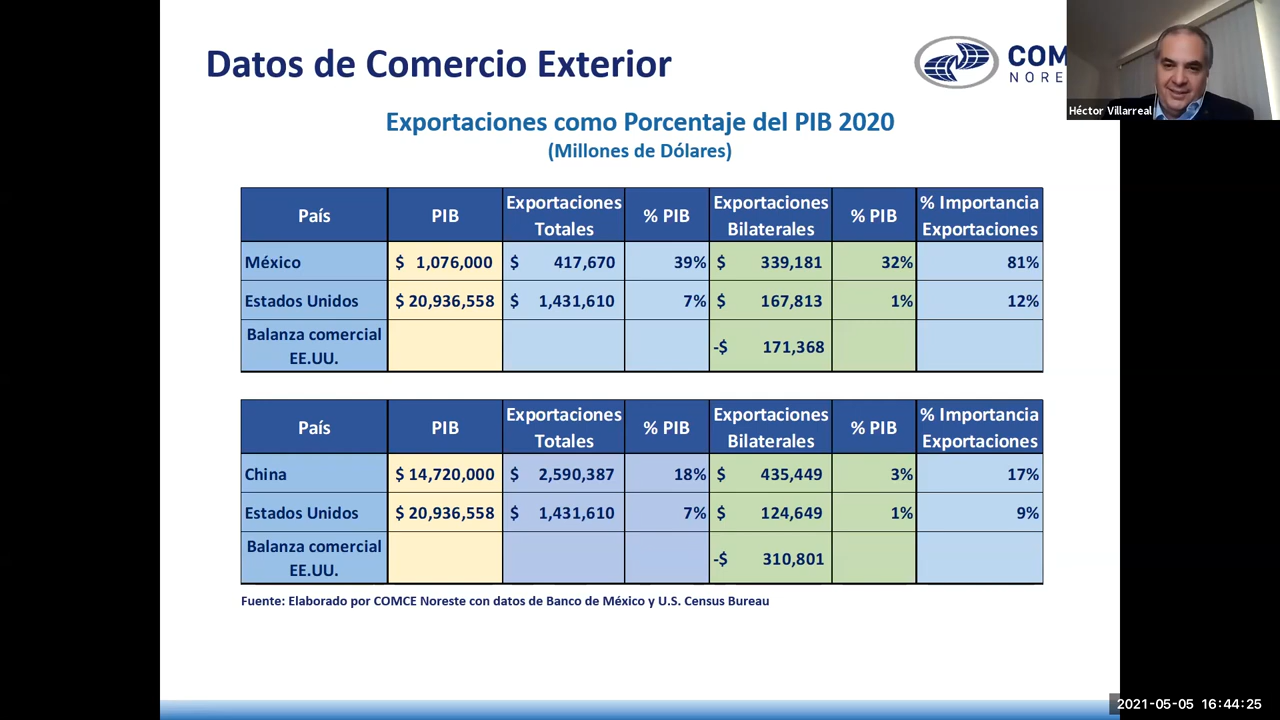 Datos de Comercio Exterior
COM
NORE
Héctor Villarreal
Exportaciones como Porcentaje del PIB 2020
(Millones de Dólares)
País PIB Exportaciones Totales % PIB Exportaciones Bilaterales % PIB % Importancia Exportaciones
México $ 1,076,000 $ 417,670 39% $ 339,181 32% 81%
Estados Unidos $ 20,936,558 $ 1,431,610 7% $ 167,813 1% 12%
Balanza comercial EE.UU. -$ 171,368
País PIB Exportaciones Totales % PIB Exportaciones Bilaterales % PIB % Importancia Exportaciones
China $ 14,720,000 $ 2,590,387 18% $ 435,449 3% 17%
Estados Unidos $ 20,936,558 $ 1,431,610 7% $ 124,649 1% 9%
Balanza comercial EE.UU. -$ 310,801
Fuente: Elaborado por COMCE Noreste con datos de Banco de México y U.S. Census Bureau
2021-05-05 16:44:25